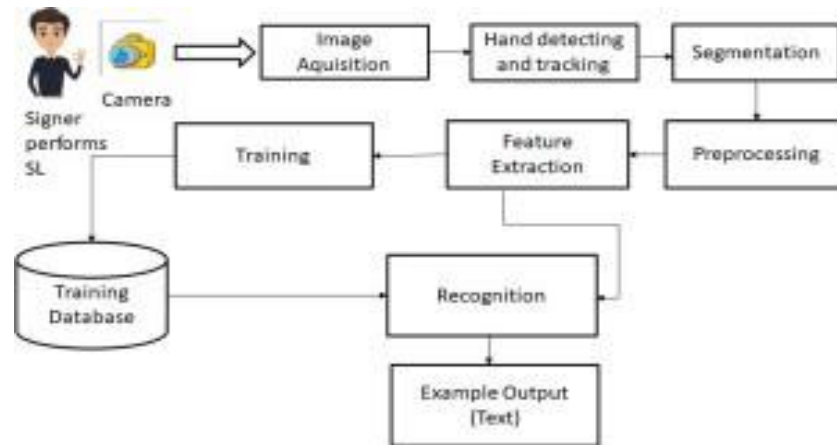 Signer
performs
SL
Camera
Image
Aquisition
Hand detecting
and tracking
Segmentation
Preprocessing
Feature
Extraction
Training
Training
Database
Recognition
Example Output
(Text)